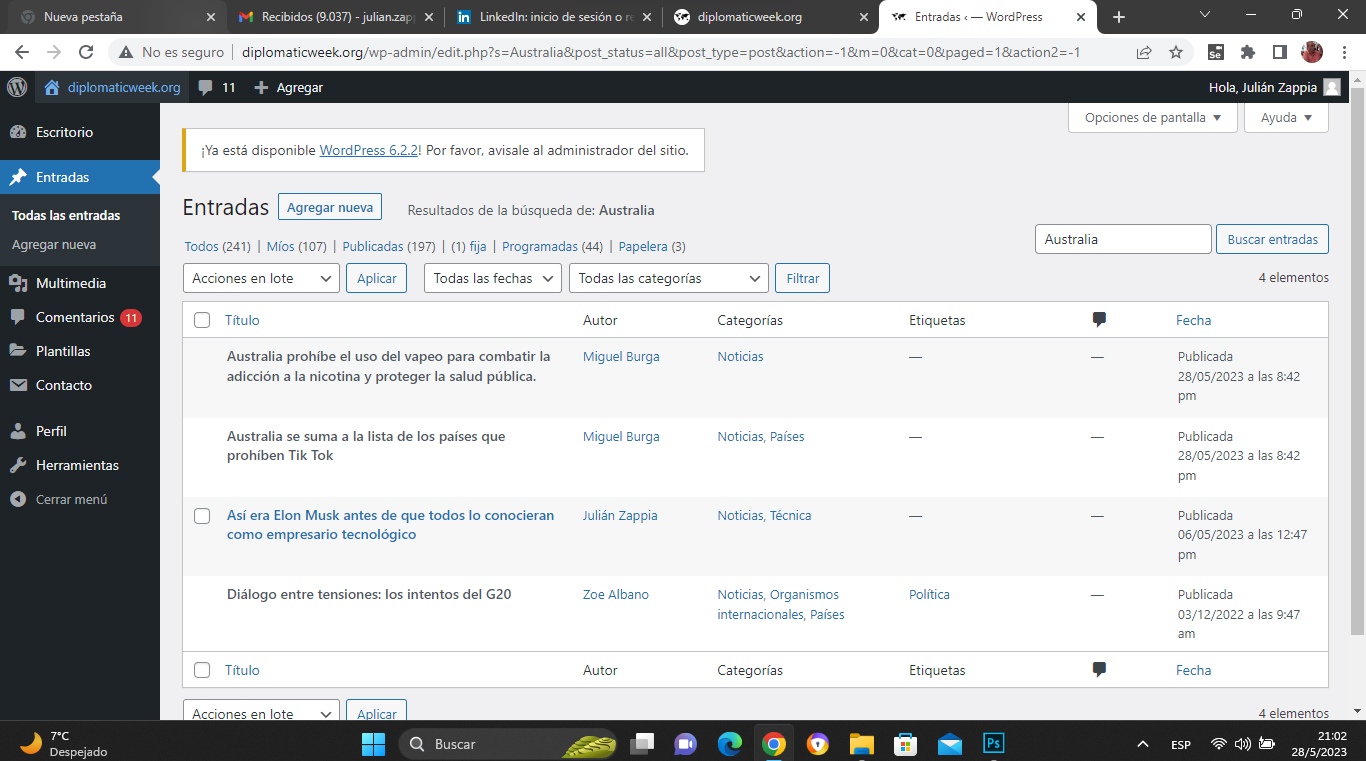 Nueva pestaña
Recibidos (9.037) - julian.zapp
LinkedIn: inicio de sesión o re
diplomaticweek.org
Entradas ‹ — WordPress
No es seguro
diplomaticweek.org/wp-admin/edit.php?s=Australia&post_status=all&post_type=post&action=-1&m=0&cat=0&paged=1&action2=-1
diplomaticweek.org
11
Agregar
Hola, Julián Zappia
Escritorio
Entradas
Todas las entradas
Agregar nueva
Multimedia
Comentarios 11
Plantillas
Contacto
Perfil
Herramientas
Cerrar menú
Opciones de pantalla
Ayuda
¡Ya está disponible WordPress 6.2.2! Por favor, avisale al administrador del sitio.
Entradas
Agregar nueva
Resultados de la búsqueda de: Australia
Todos (241) | Míos (107) | Publicadas (197) | (1) fija | Programadas (44) | Papelera (3)
Australia
Buscar entradas
Acciones en lote
Aplicar
Todas las fechas
Todas las categorías
Filtrar
4 elementos
Título
Autor
Categorías
Etiquetas
Fecha
Australia prohíbe el uso del vapeo para combatir la
adicción a la nicotina y proteger la salud pública.
Miguel Burga
Noticias
—
—
Publicada
28/05/2023 a las 8:42
pm
Australia se suma a la lista de los países que
prohíben Tik Tok
Miguel Burga
Noticias, Países
—
—
Publicada
28/05/2023 a las 8:42
pm
Así era Elon Musk antes de que todos lo conocieran
como empresario tecnológico
Julián Zappia
Noticias, Técnica
—
—
Publicada
06/05/2023 a las 12:47
pm
Diálogo entre tensiones: los intentos del G20
Zoe Albano
Noticias, Organismos
internacionales, Países
Política
—
Publicada
03/12/2022 a las 9:47
am
Título
Autor
Categorías
Etiquetas
Fecha
Acciones en lote
Aplicar
4 elementos
7°C
Despejado
Buscar
Ps
ESP
21:02
28/5/2023